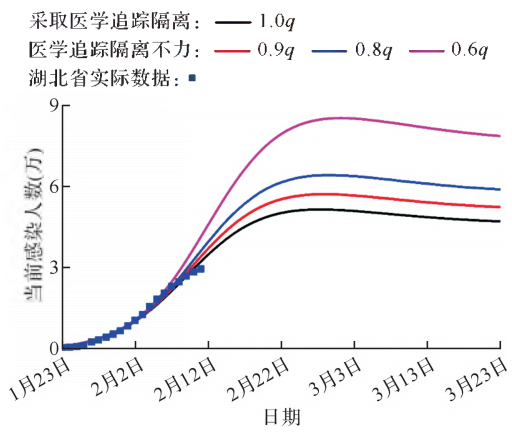 采取医学追踪隔离： 1.0q
医学追踪隔离不力： 0.9q 0.8q 0.6q
湖北省实际数据：
9
6
3
0
当前感染人数(万)
1月23日 2月2日 2月12日 2月22日 3月3日 3月13日 3月23日
日期